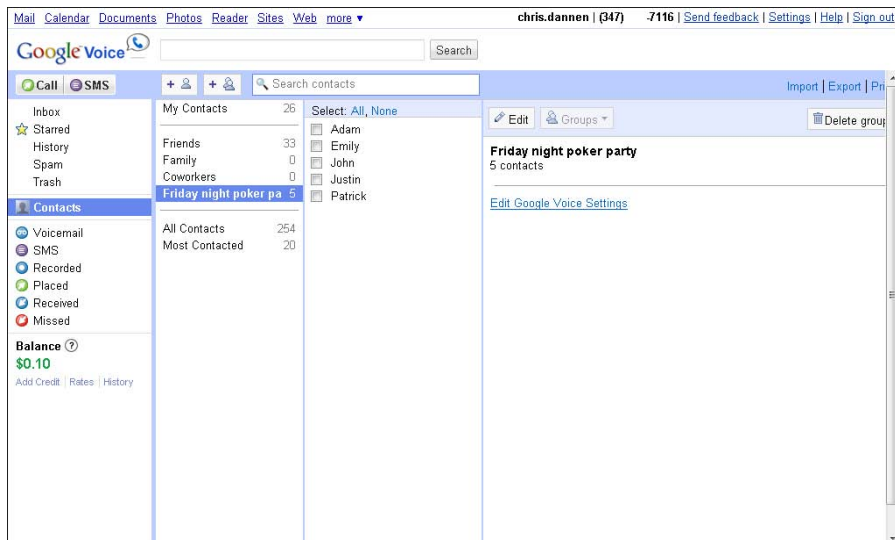 Mail Calendar Documents Photos Reader Sites Web more ▼ chris.dannen | (347) -7116 | Send feedback | Settings | Help | Sign out
Google Voice Search
Call SMS + + Search contacts Import | Export |
Inbox
Starred
History
Spam
Trash
Contacts
Voicemail
SMS
Recorded
Placed
Received
Missed
Balance ?
$0.10
Add Credit | Rates | History
My Contacts 26
Friends 33
Family 0
Coworkers 0
Friday night poker pa 5
All Contacts 254
Most Contacted 20
Select: All, None
Adam
Emily
John
Justin
Patrick
Edit Groups ▼ Delete group
Friday night poker party
5 contacts
Edit Google Voice Settings